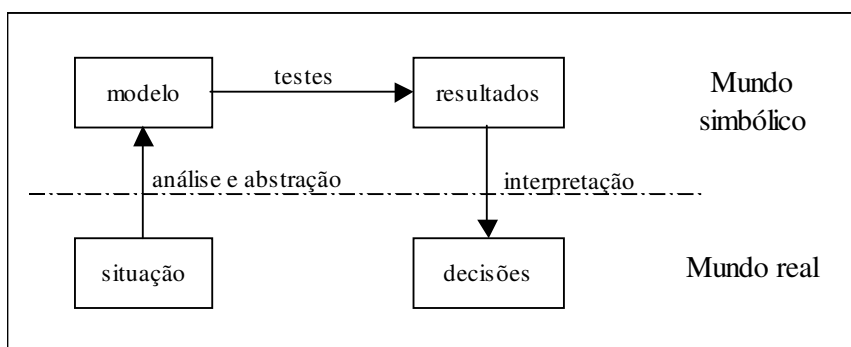 modelo
testes
resultados
Mundo
simbólico
análise e abstração
interpretação
situação
decisões
Mundo real